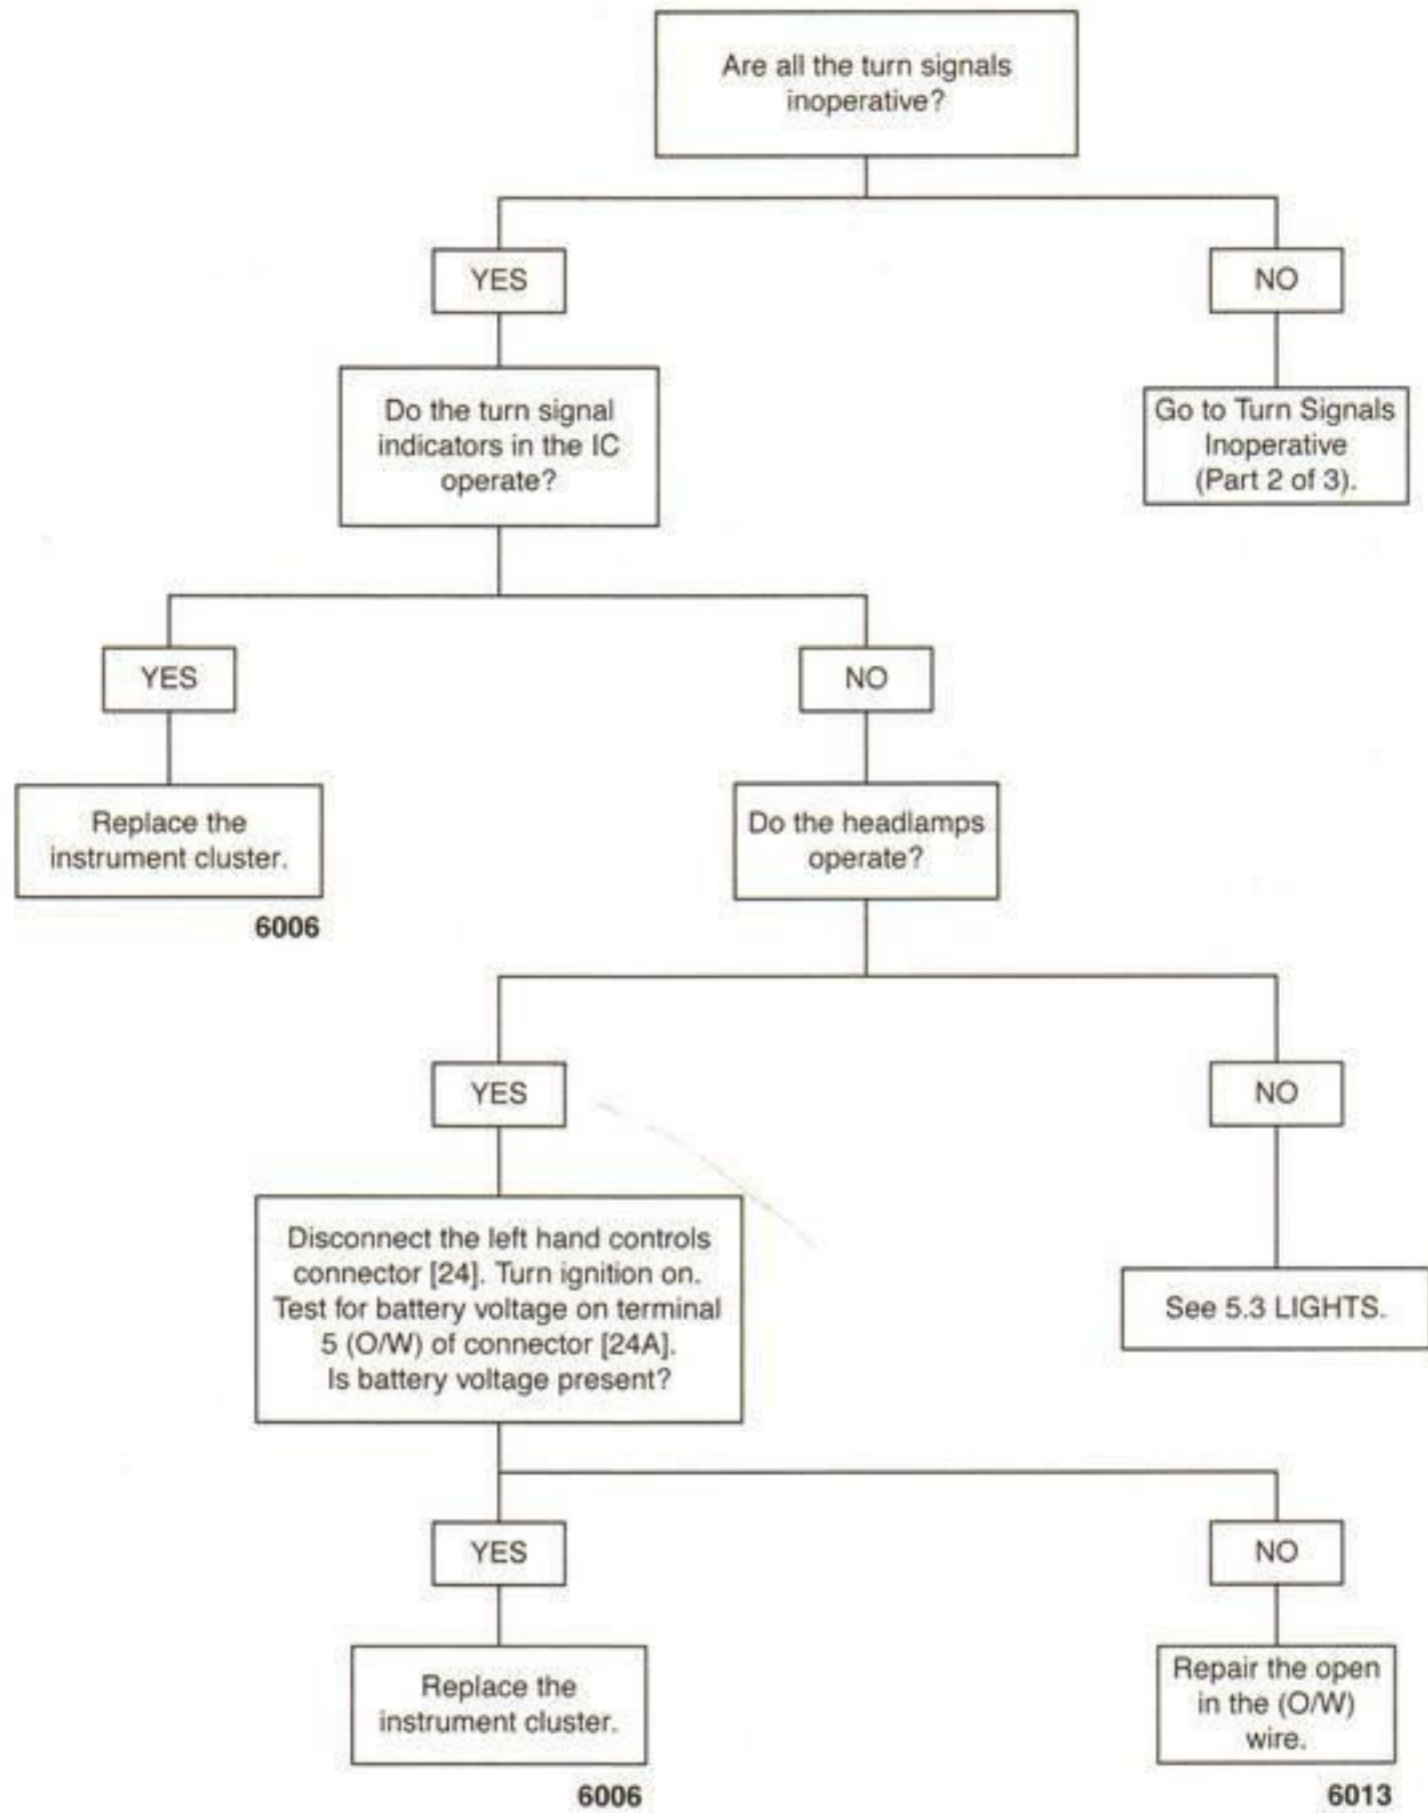 Are all the turn signals
inoperative?
YES
NO
Do the turn signal
indicators in the IC
operate?
Go to Turn Signals
Inoperative
(Part 2 of 3).
YES
NO
Replace the
instrument cluster.
6006
Do the headlamps
operate?
YES
NO
Disconnect the left hand controls
connector [24]. Turn ignition on.
Test for battery voltage on terminal
5 (O/W) of connector [24A].
Is battery voltage present?
See 5.3 LIGHTS.
YES
NO
Replace the
instrument cluster.
6006
Repair the open
in the (O/W)
wire.
6013